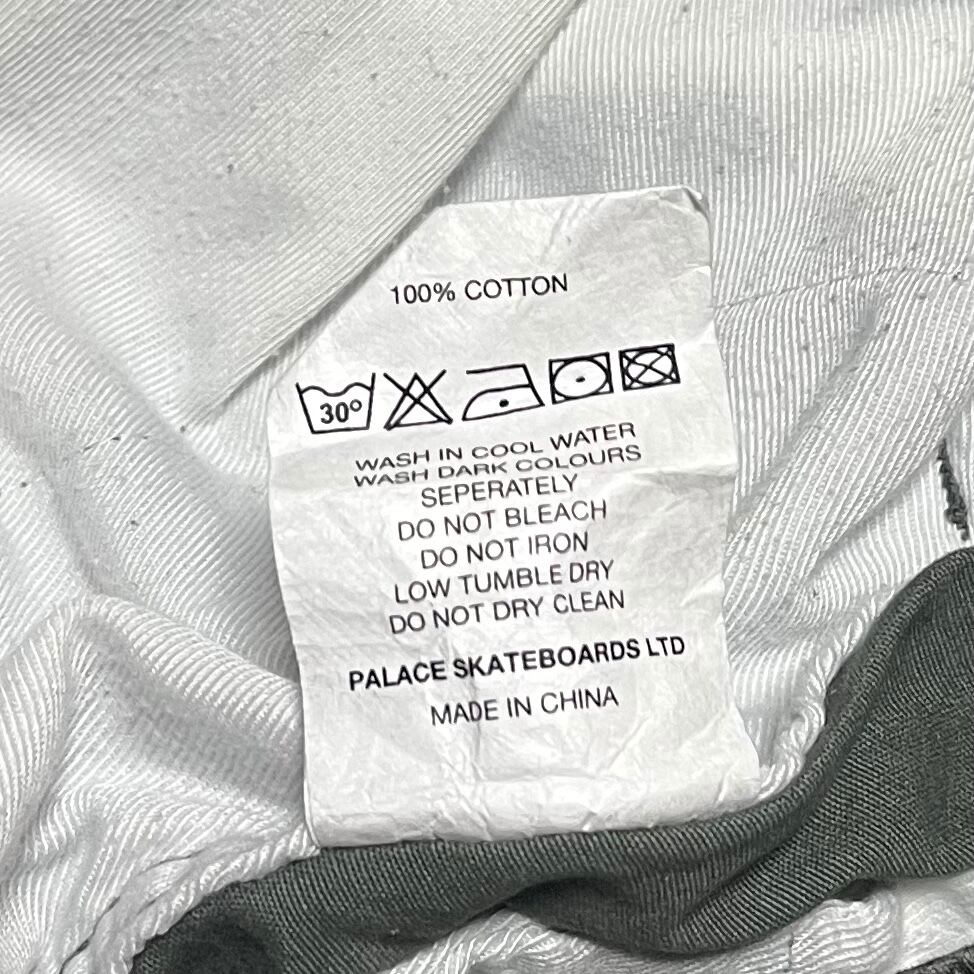 100% COTTON
30°
WASH IN COOL WATER
WASH DARK COLOURS
SEPERATELY
DO NOT BLEACH
DO NOT IRON
LOW TUMBLE DRY
DO NOT DRY CLEAN
PALACE SKATEBOARDS LTD
MADE IN CHINA